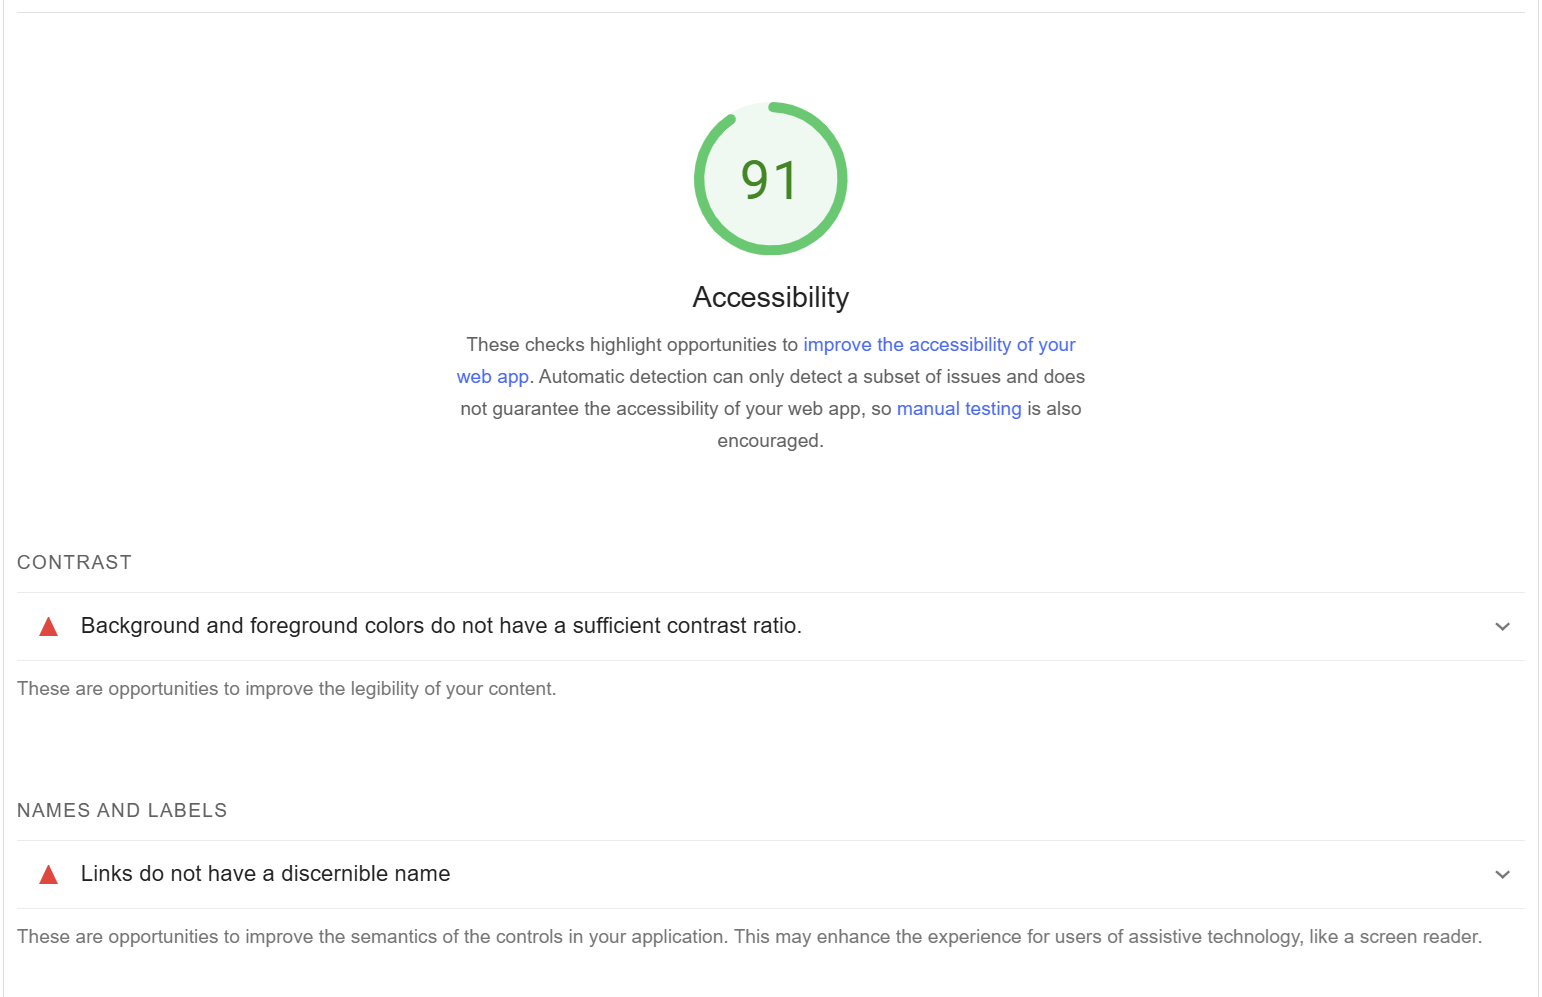 91
Accessibility
These checks highlight opportunities to improve the accessibility of your
web app. Automatic detection can only detect a subset of issues and does
not guarantee the accessibility of your web app, so manual testing is also
encouraged.
CONTRAST
Background and foreground colors do not have a sufficient contrast ratio.
These are opportunities to improve the legibility of your content.
NAMES AND LABELS
Links do not have a discernible name
These are opportunities to improve the semantics of the controls in your application. This may enhance the experience for users of assistive technology, like a screen reader.